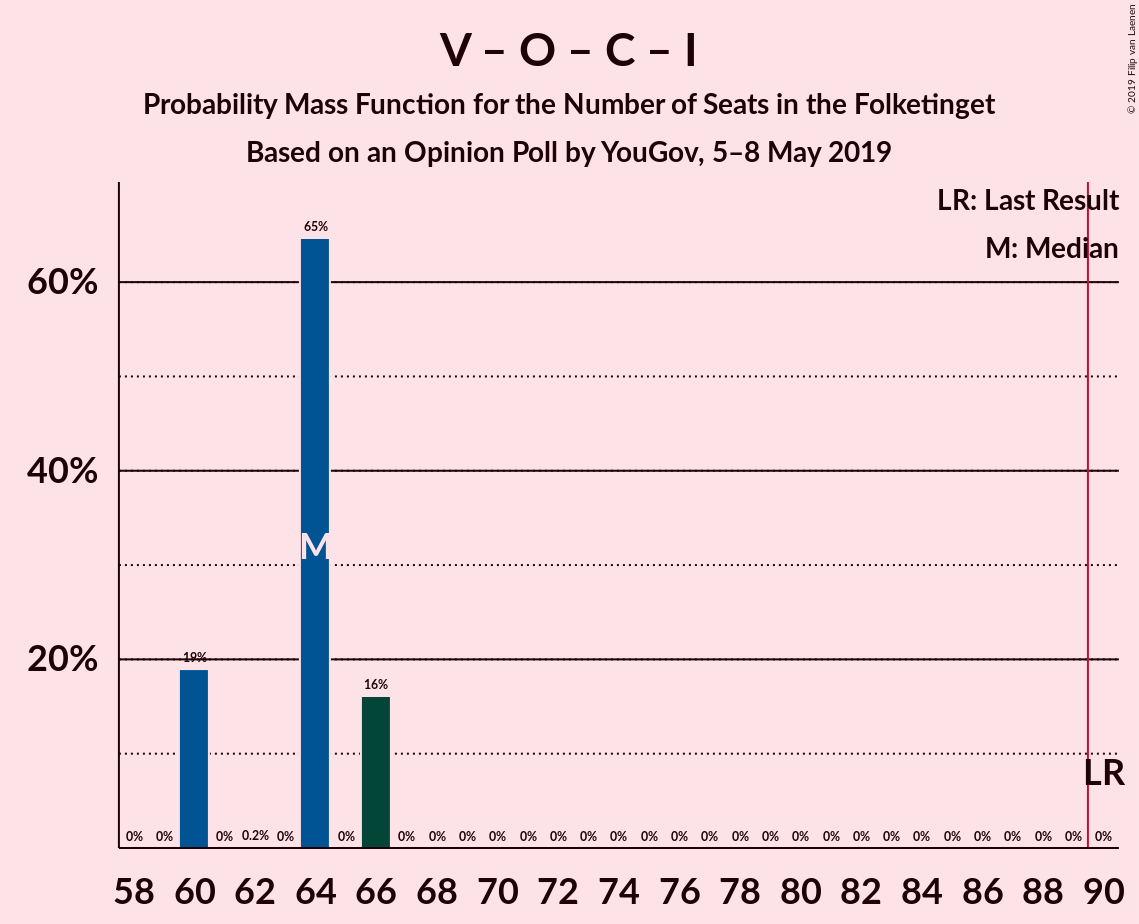 V – O – C – I
Probability Mass Function for the Number of Seats in the Folketinget
Based on an Opinion Poll by YouGov, 5–8 May 2019
© 2019 Filip van Laenen
LR: Last Result
M: Median
65%
60%
40%
M
20%
19%
16%
LR
0% 0% 0% 0.2% 0% 0% 0% 0% 0% 0% 0% 0% 0% 0% 0% 0% 0% 0% 0% 0% 0% 0% 0% 0% 0% 0% 0% 0% 0% 0%
58 60 62 64 66 68 70 72 74 76 78 80 82 84 86 88 90